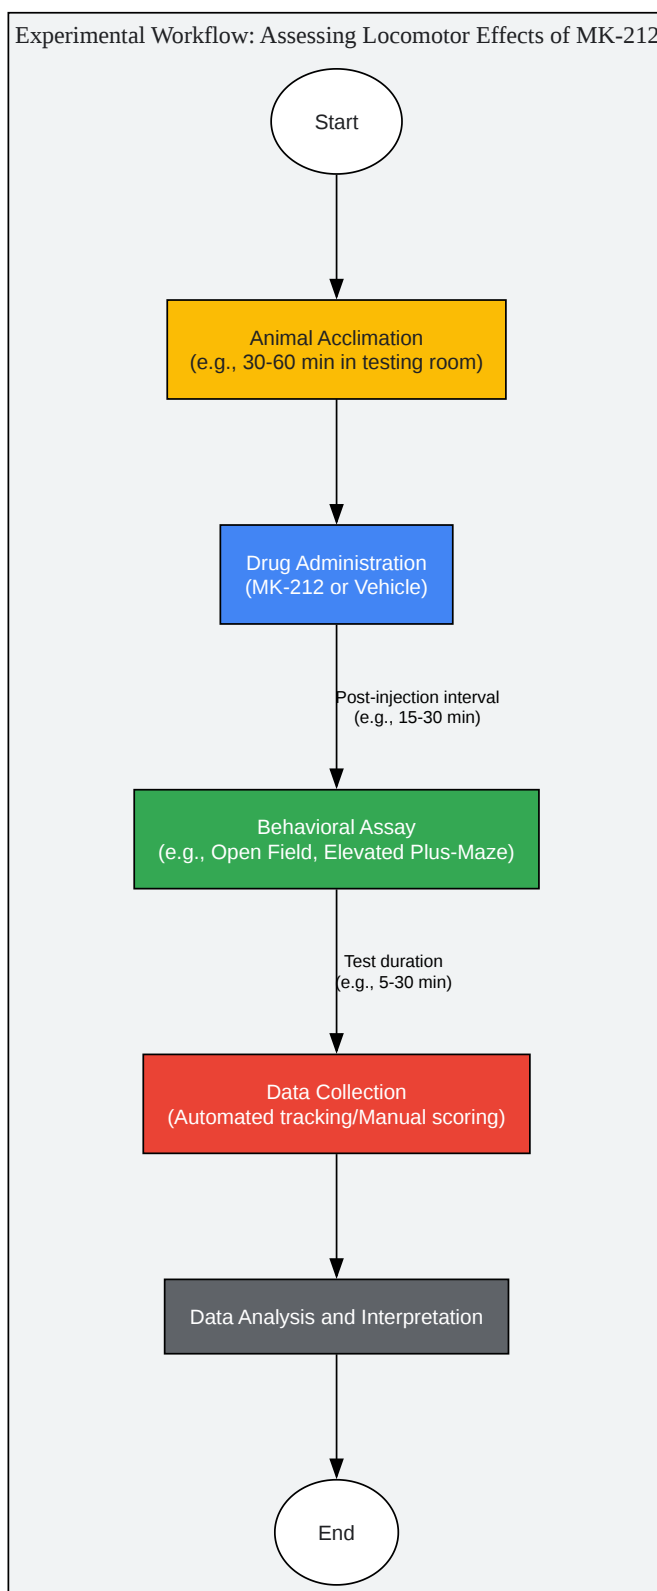 Experimental Workflow: Assessing Locomotor Effects of MK-212
Start
Animal Acclimation
(e.g., 30-60 min in testing room)
Drug Administration
(MK-212 or Vehicle)
Post-injection interval
(e.g., 15-30 min)
Behavioral Assay
(e.g., Open Field, Elevated Plus-Maze)
Test duration
(e.g., 5-30 min)
Data Collection
(Automated tracking/Manual scoring)
Data Analysis and Interpretation
End